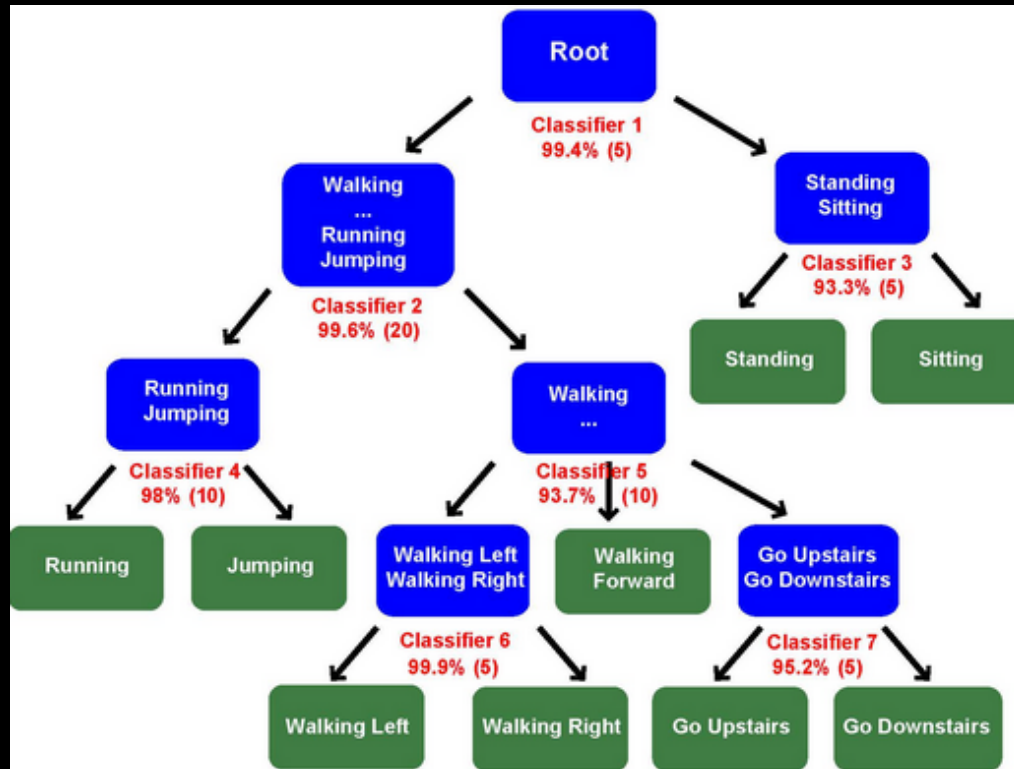 Root
Classifier 1
99.4% (5)
Walking
...
Running
Jumping
Standing
Sitting
Classifier 2
99.6% (20)
Classifier 3
93.3% (5)
Standing
Sitting
Running
Jumping
Walking
...
Classifier 4
98% (10)
Classifier 5
93.7% (10)
Running
Jumping
Walking Left
Walking Right
Walking
Forward
Go Upstairs
Go Downstairs
Classifier 6
99.9% (5)
Classifier 7
95.2% (5)
Walking Left
Walking Right
Go Upstairs
Go Downstairs